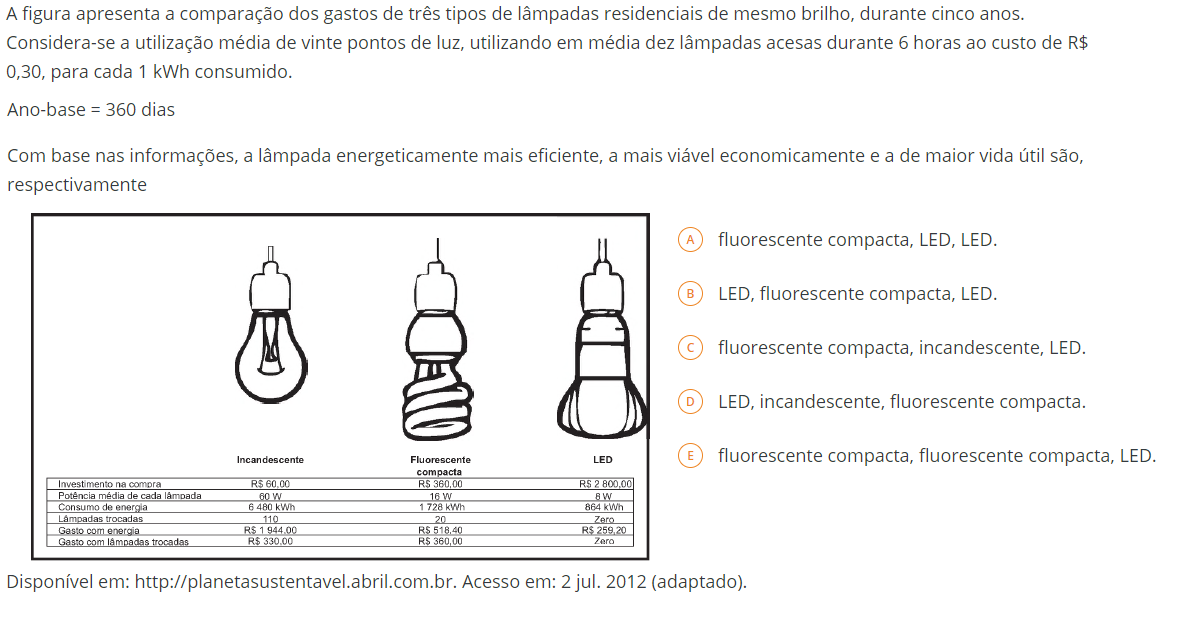 A figura apresenta a comparação dos gastos de três tipos de lâmpadas residenciais de mesmo brilho, durante cinco anos.
Considera-se a utilização média de vinte pontos de luz, utilizando em média dez lâmpadas acesas durante 6 horas ao custo de R$
0,30, para cada 1 kWh consumido.
Ano-base = 360 dias
Com base nas informações, a lâmpada energeticamente mais eficiente, a mais viável economicamente e a de maior vida útil são,
respectivamente
A fluorescente compacta, LED, LED.
B LED, fluorescente compacta, LED.
C fluorescente compacta, incandescente, LED.
D LED, incandescente, fluorescente compacta.
E fluorescente compacta, fluorescente compacta, LED.
Incandescente Fluorescente LED
compacta
Investimento na compra R$ 60,00 R$ 360,00 R$ 2 800,00
Potência média de cada lâmpada 60 W 16 W 8 W
Consumo de energia 6 480 kWh 1 728 kWh 864 kWh
Lâmpadas trocadas 110 20 Zero
Gasto com energia R$ 1 944,00 R$ 518,40 R$ 259,20
Gasto com lâmpadas trocadas R$ 330,00 R$ 360,00 Zero
Disponível em: http://planetasustentavel.abril.com.br. Acesso em: 2 jul. 2012 (adaptado).